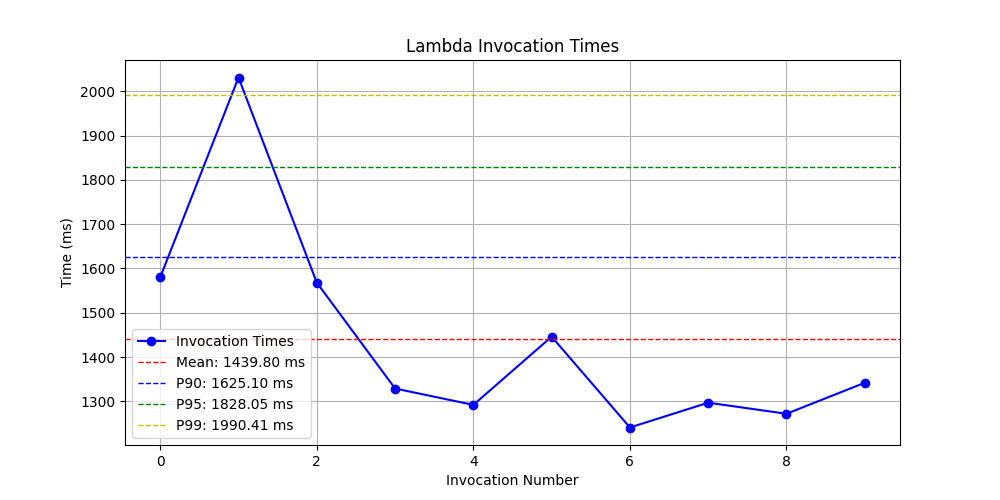 Lambda Invocation Times
Time (ms)
2000
1900
1800
1700
1600
1500
1400
1300
Invocation Times
Mean: 1439.80 ms
P90: 1625.10 ms
P95: 1828.05 ms
P99: 1990.41 ms
0 2 4 6 8
Invocation Number